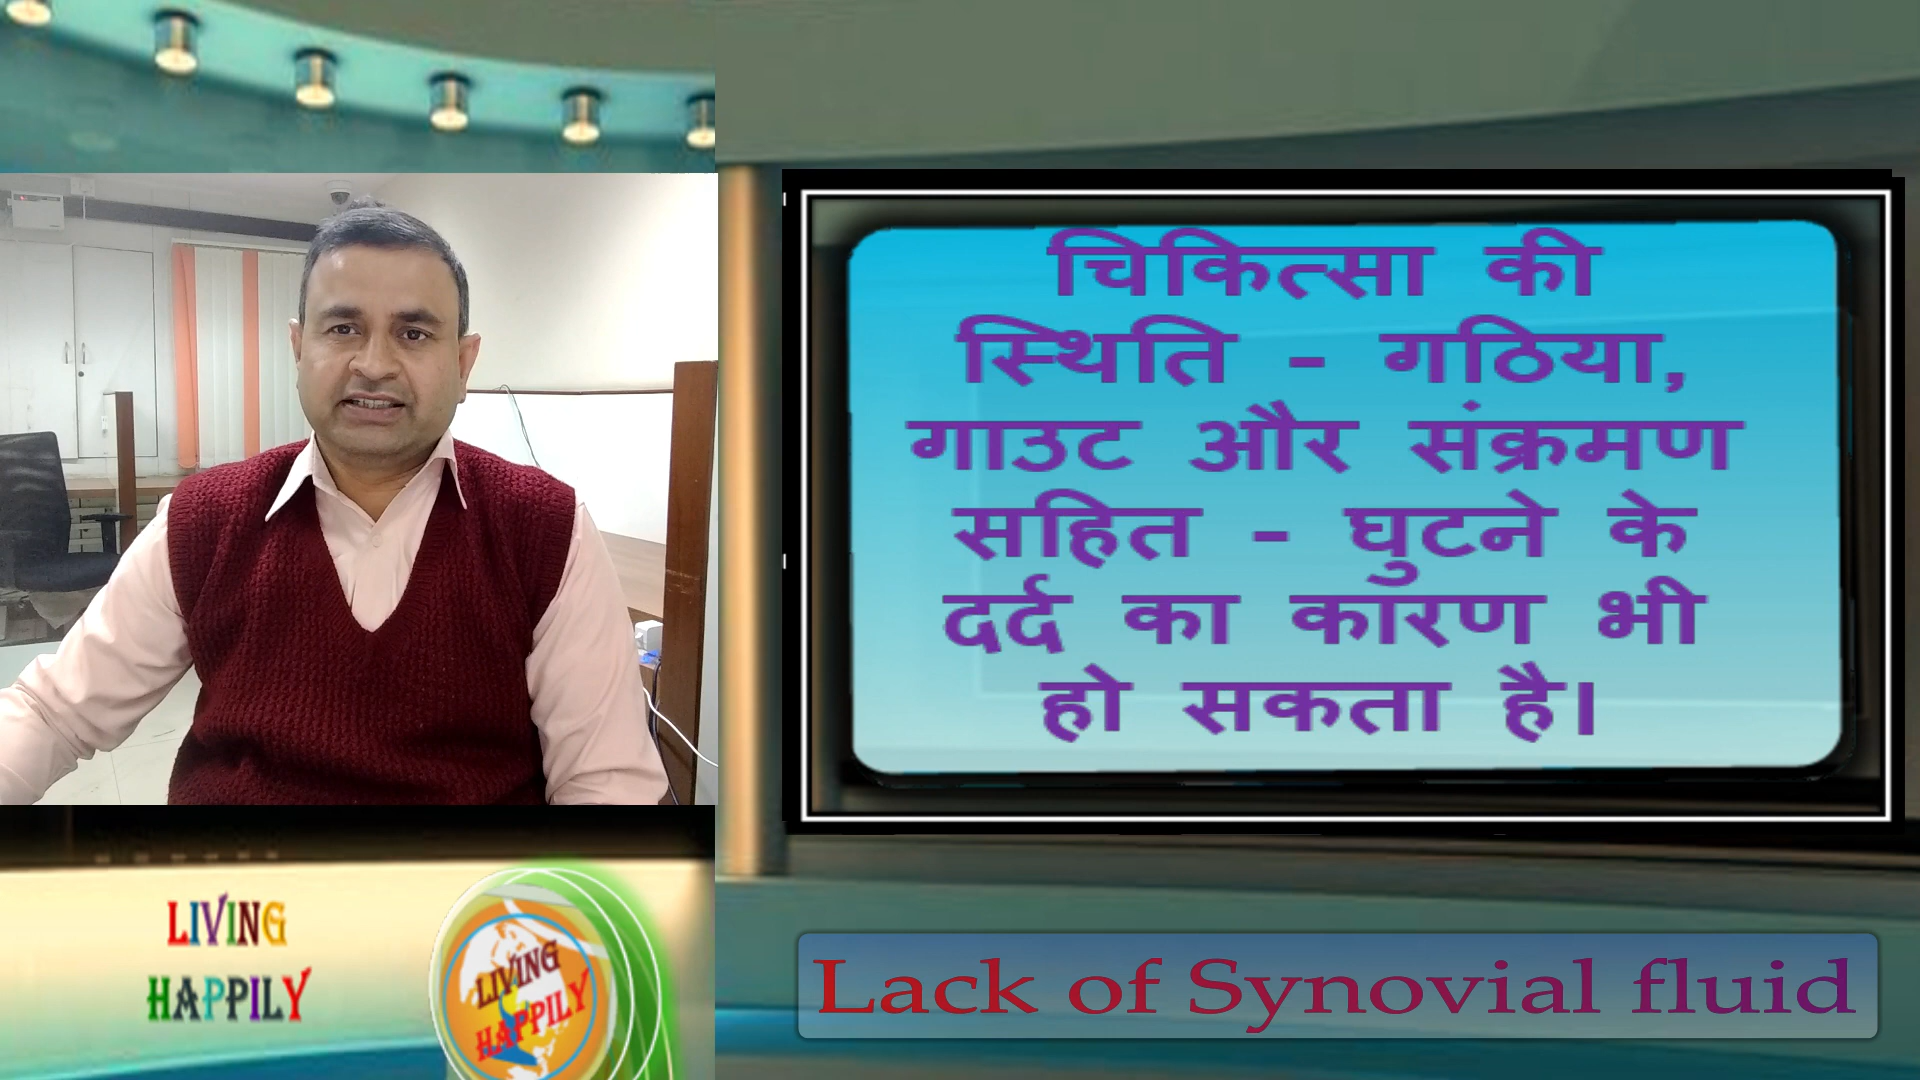 चिकित्सा की
स्थिति - गठिया,
गाउट और संक्रमण
सहित - घुटने के
दर्द का कारण भी
हो सकता है।
LIVING
HAPPILY
LIVING
HAPPILY
Lack of Synovial fluid